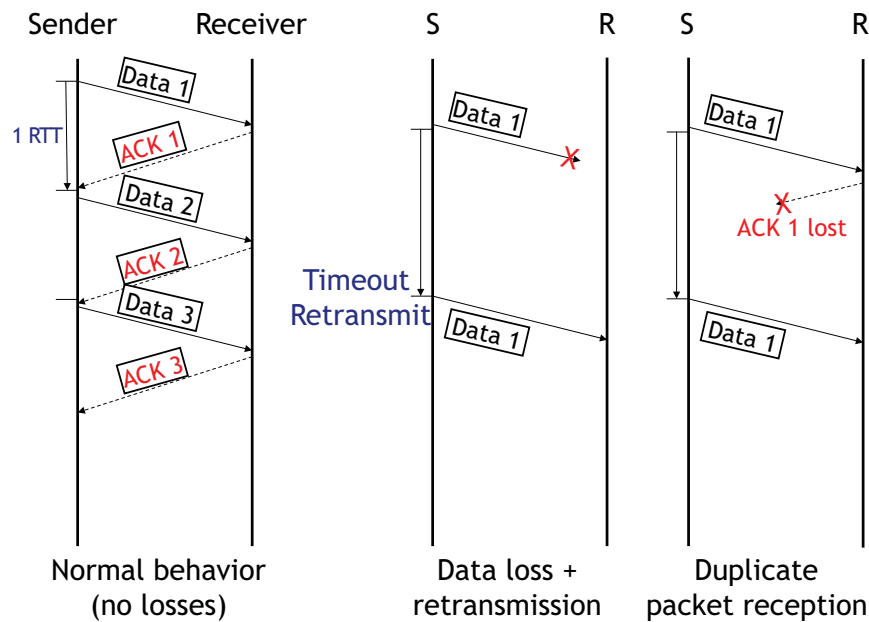 Sender Receiver
Data 1
1 RTT
ACK 1
Data 2
ACK 2
Data 3
ACK 3
Normal behavior
(no losses)
S R
Data 1
X
Timeout
Retransmit
Data 1
Data loss +
retransmission
S R
Data 1
X
ACK 1 lost
Data 1
Duplicate
packet reception